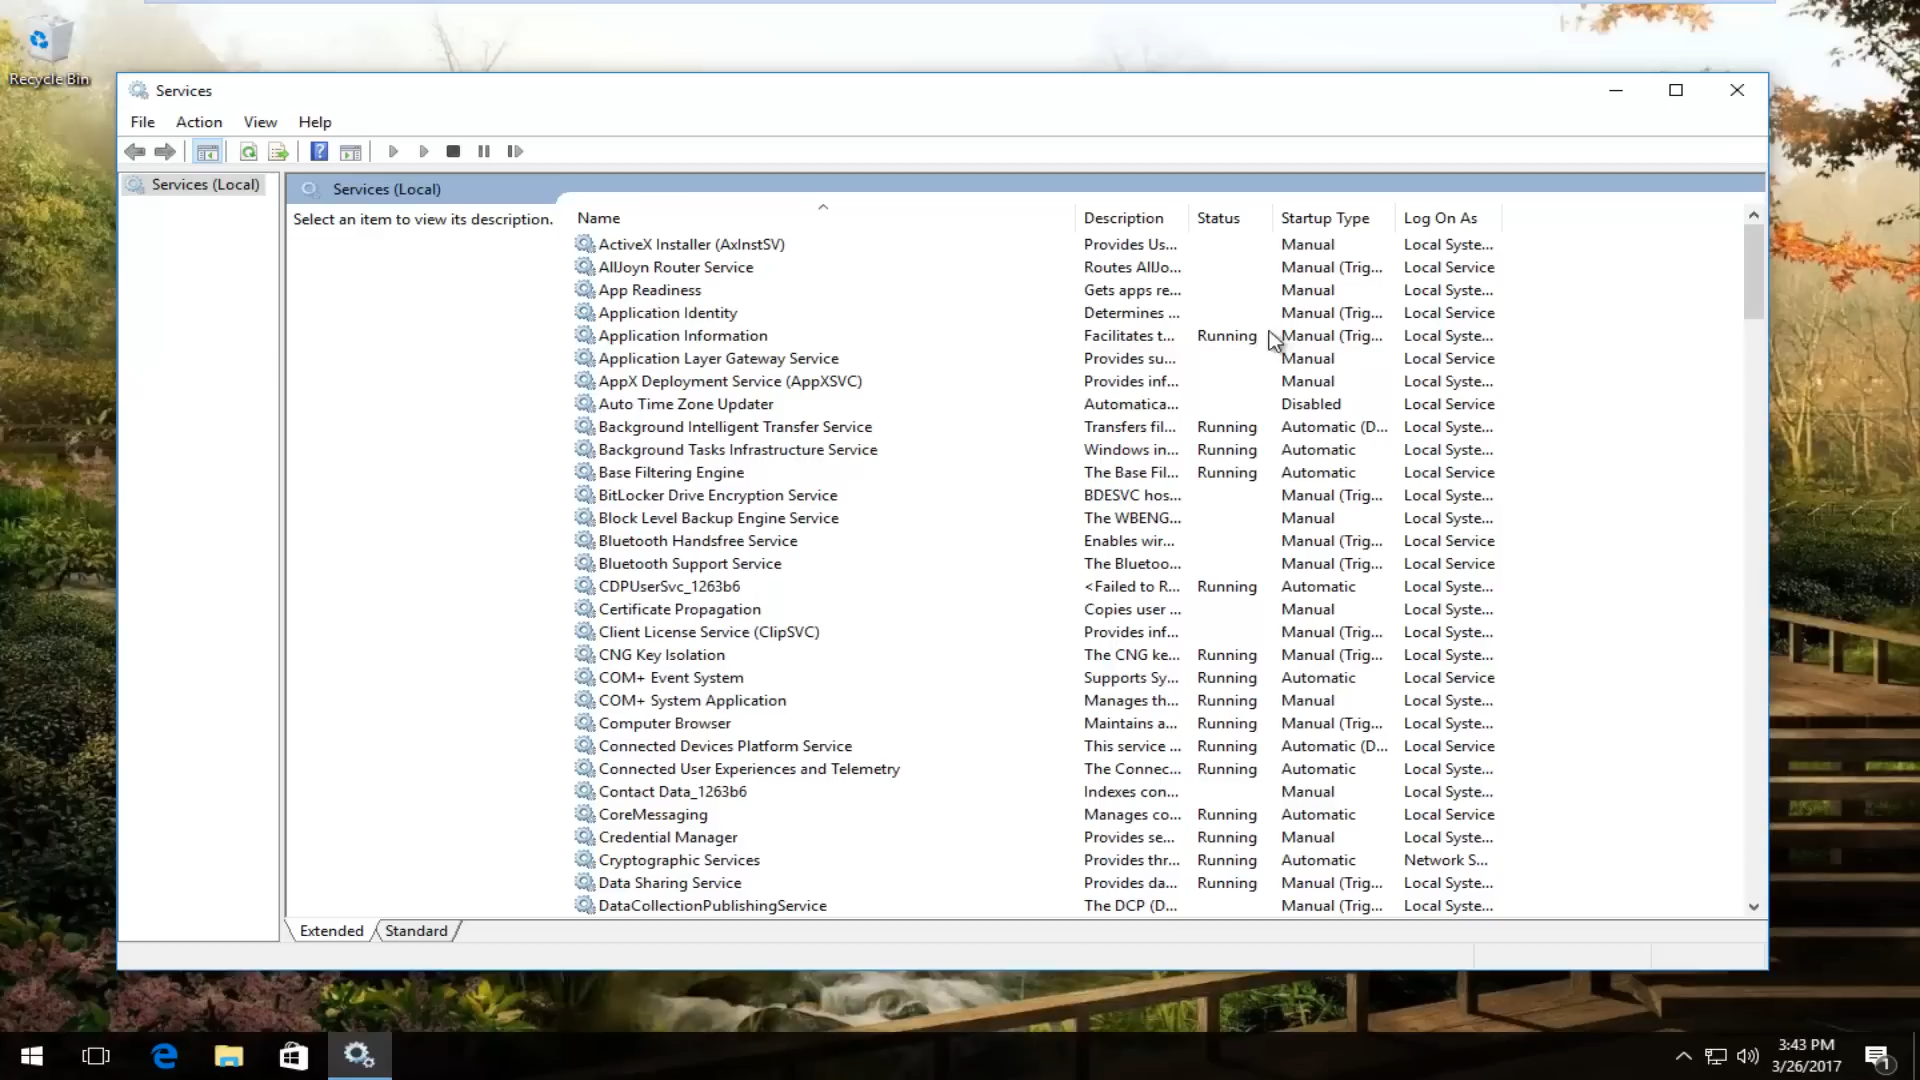 Recycle Bin
Services
File Action View Help
Services (Local)
Services (Local)
Select an item to view its description.
Name Description Status Startup Type Log On As
ActiveX Installer (AxInstSV) Provides Us... Manual Local Syste...
AllJoyn Router Service Routes AllJo... Manual (Trig... Local Service
App Readiness Gets apps re... Manual Local Syste...
Application Identity Determines ... Manual (Trig... Local Service
Application Information Facilitates t... Running Manual (Trig... Local Syste...
Application Layer Gateway Service Provides su... Manual Local Service
AppX Deployment Service (AppXSVC) Provides inf... Manual Local Syste...
Auto Time Zone Updater Automatica... Disabled Local Service
Background Intelligent Transfer Service Transfers fil... Running Automatic (D... Local Syste...
Background Tasks Infrastructure Service Windows in... Running Automatic Local Syste...
Base Filtering Engine The Base Fil... Running Automatic Local Service
BitLocker Drive Encryption Service BDESVC hos... Manual (Trig... Local Syste...
Block Level Backup Engine Service The WBENG... Manual Local Syste...
Bluetooth Handsfree Service Enables wir... Manual (Trig... Local Service
Bluetooth Support Service The Bluetoo... Manual (Trig... Local Service
CDPUserSvc_1263b6 <Failed to R... Running Automatic Local Syste...
Certificate Propagation Copies user ... Manual Local Syste...
Client License Service (ClipSVC) Provides inf... Manual (Trig... Local Syste...
CNG Key Isolation The CNG ke... Running Manual (Trig... Local Syste...
COM+ Event System Supports Sy... Running Automatic Local Service
COM+ System Application Manages th... Running Manual Local Syste...
Computer Browser Maintains a... Running Manual (Trig... Local Syste...
Connected Devices Platform Service This service ... Running Automatic (D... Local Service
Connected User Experiences and Telemetry The Connec... Running Automatic Local Syste...
Contact Data_1263b6 Indexes con... Manual Local Syste...
CoreMessaging Manages co... Running Automatic Local Service
Credential Manager Provides se... Running Manual Local Syste...
Cryptographic Services Provides thr... Running Automatic Network S...
Data Sharing Service Provides da... Running Manual (Trig... Local Syste...
DataCollectionPublishingService The DCP (D... Manual (Trig... Local Syste...
Extended Standard
3:43 PM
3/26/2017
1